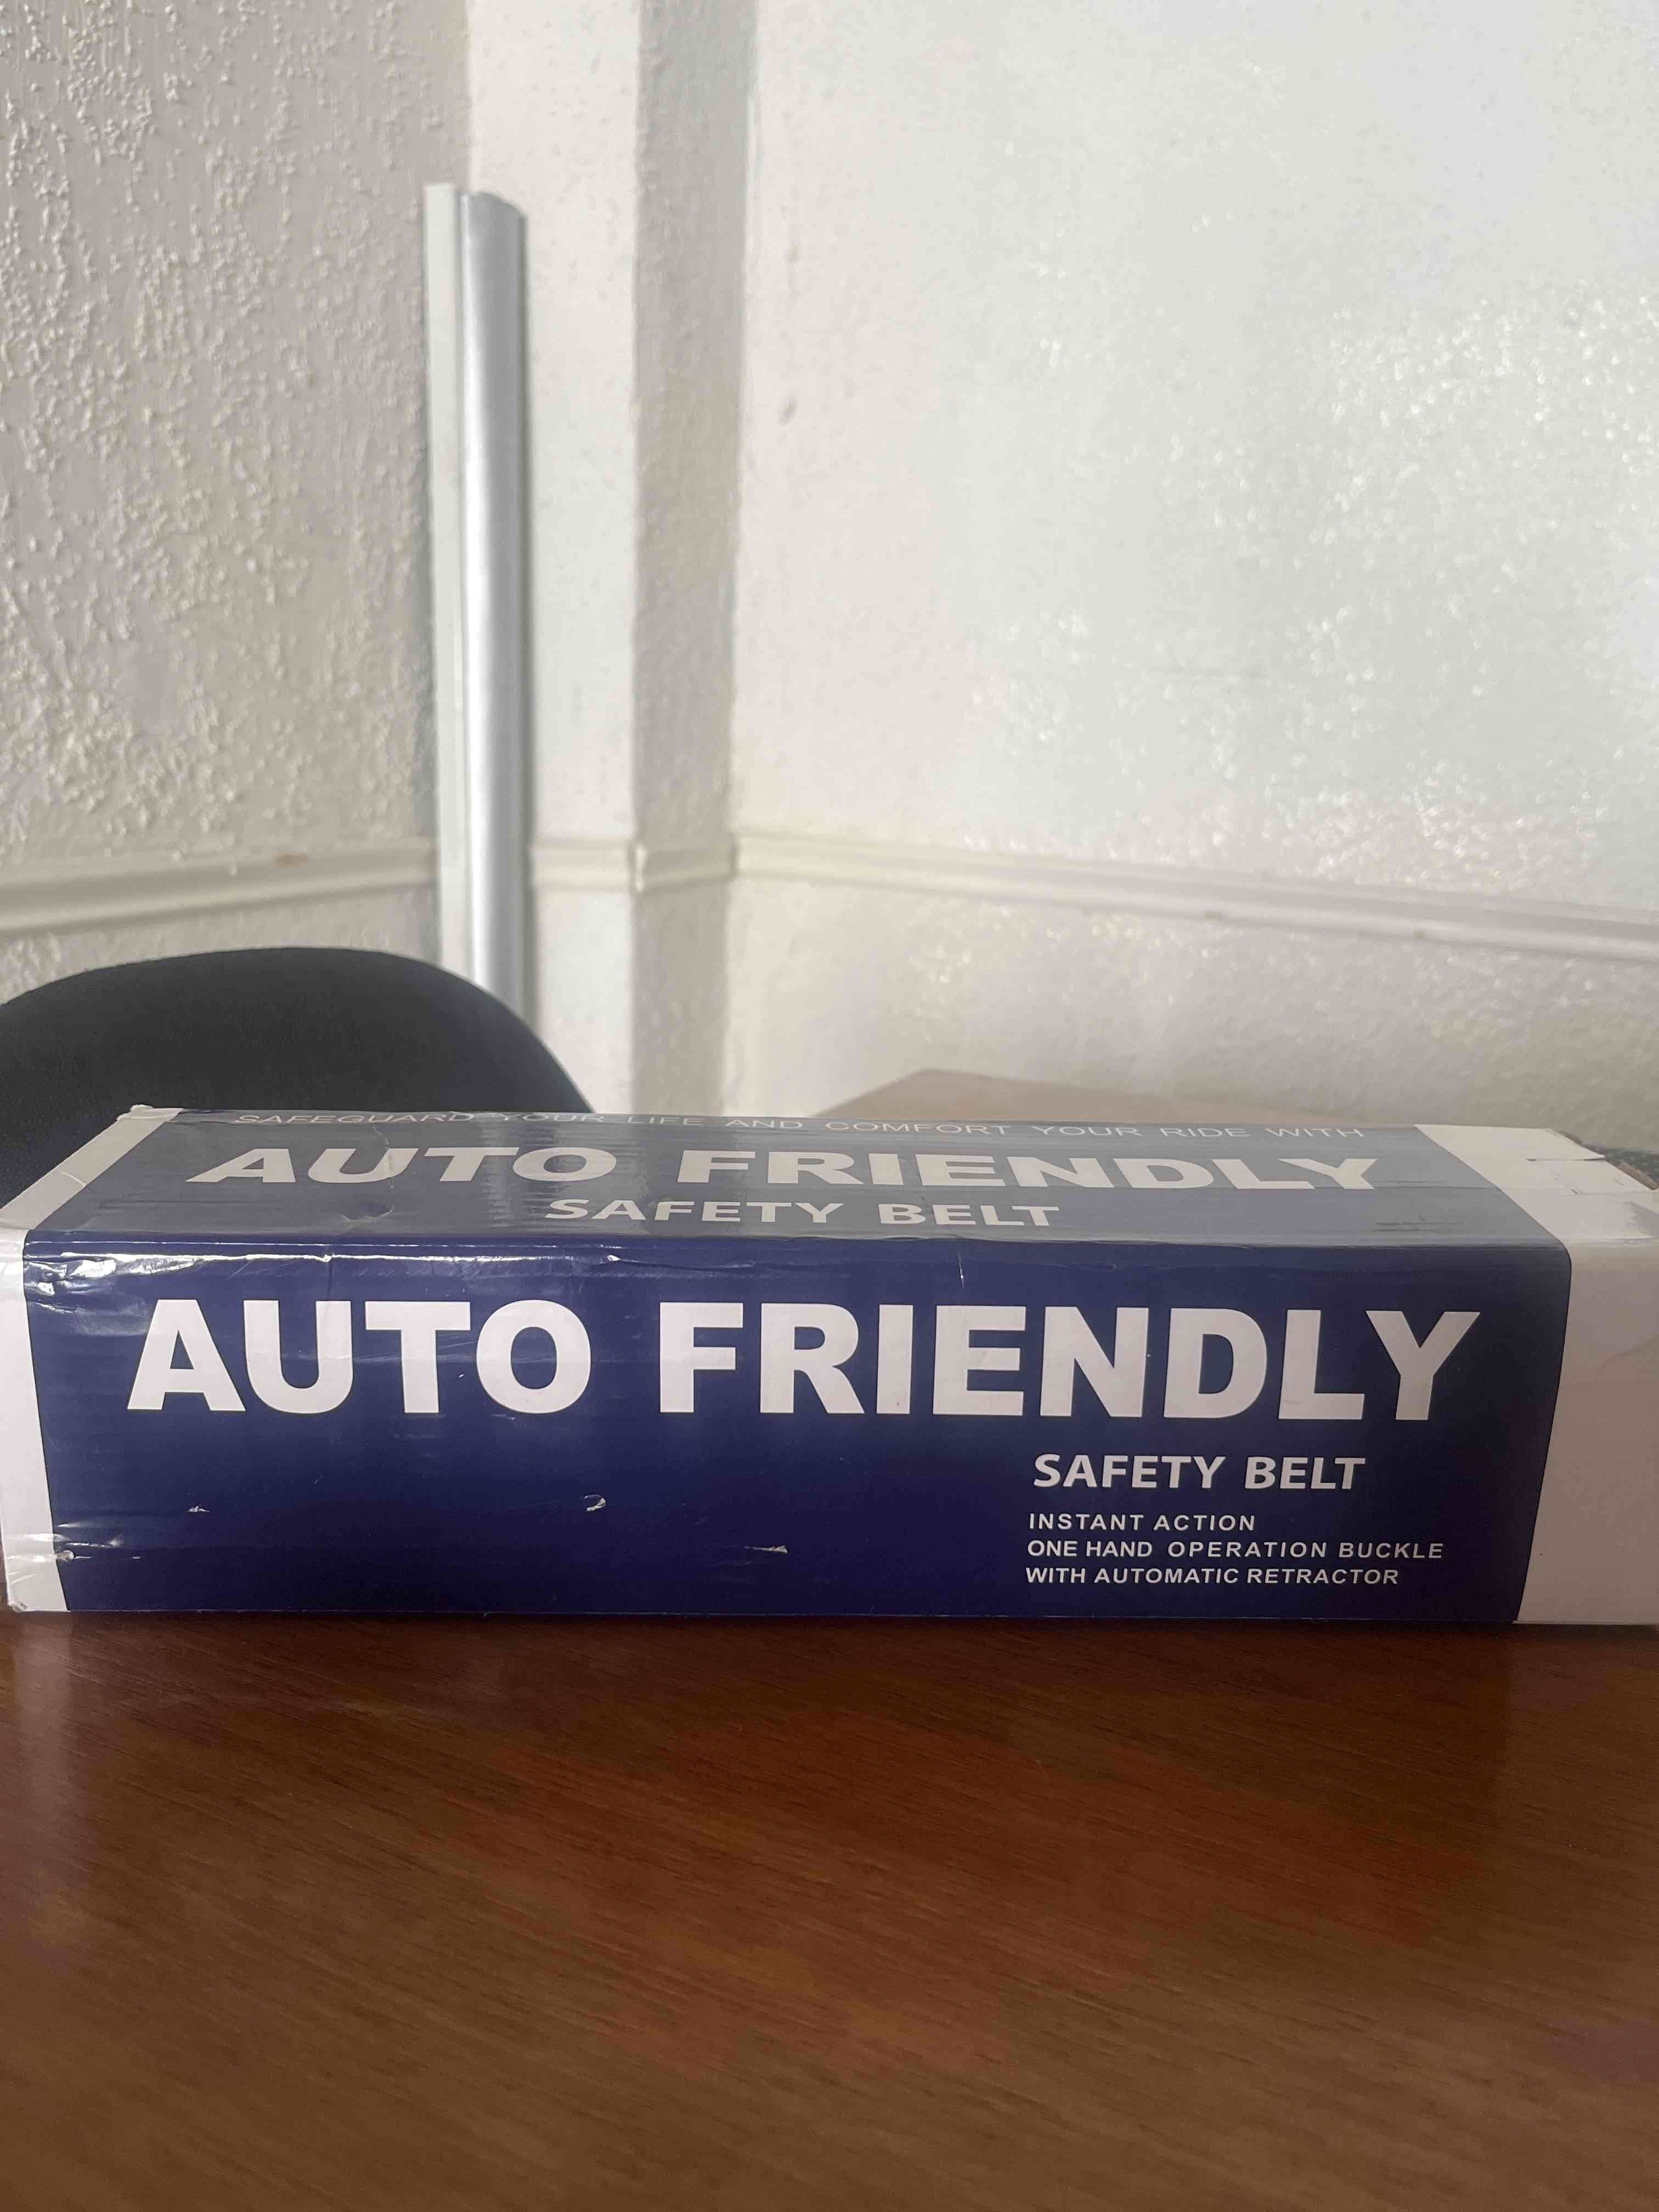 SAFEGUARD YOUR LIFE AND COMFORT YOUR RIDE WITH
AUTO FRIENDLY
SAFETY BELT
AUTO FRIENDLY
SAFETY BELT
INSTANT ACTION
ONE HAND OPERATION BUCKLE
WITH AUTOMATIC RETRACTOR